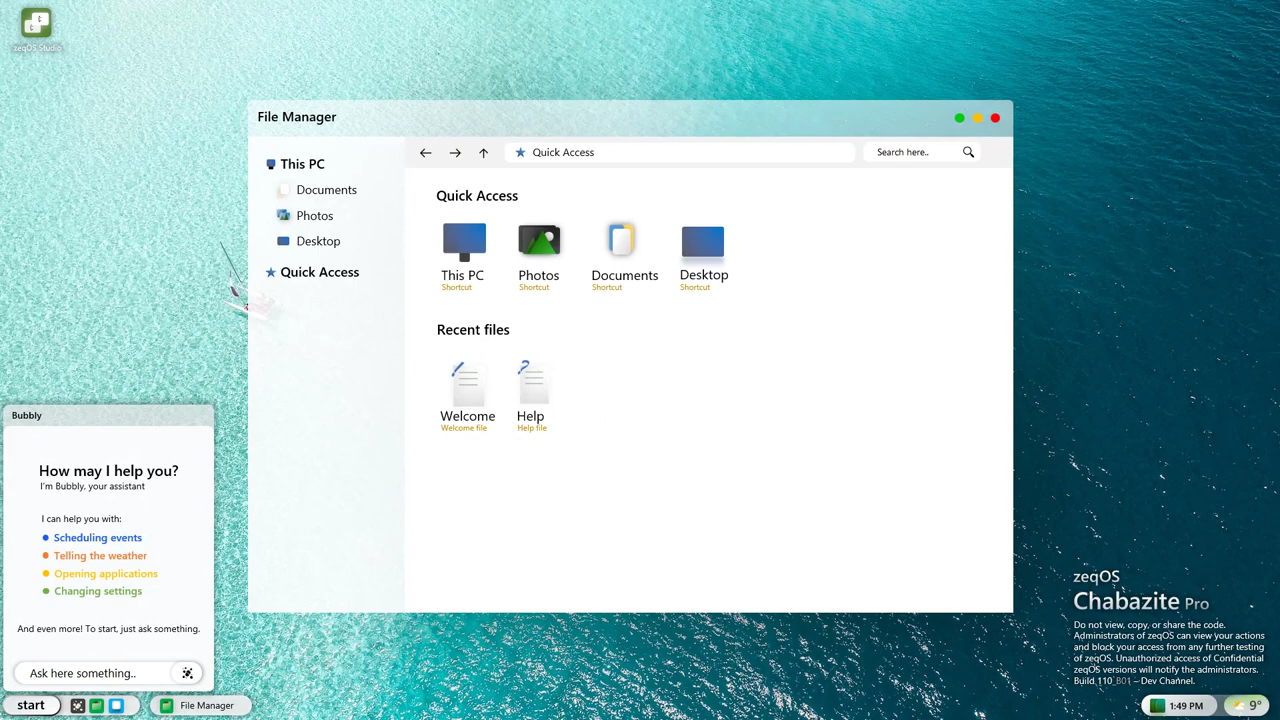 zeqOS Studio
File Manager
This PC
Documents
Photos
Desktop
Quick Access
Quick Access
Search here..
Quick Access
This PC
Shortcut
Photos
Shortcut
Documents
Shortcut
Desktop
Shortcut
Recent files
Welcome
Welcome file
Help
Help file
Bubbly
How may I help you?
I'm Bubbly, your assistant
I can help you with:
Scheduling events
Telling the weather
Opening applications
Changing settings
And even more! To start, just ask something.
Ask here something..
zeqOS
Chabazite Pro
Do not view, copy, or share the code.
Administrators of zeqOS can view your actions
and block your access from any further testing
of zeqOS. Unauthorized access of Confidential
zeqOS versions will notify the administrators.
Build 110_B01 – Dev Channel.
start
File Manager
1:49 PM
9°